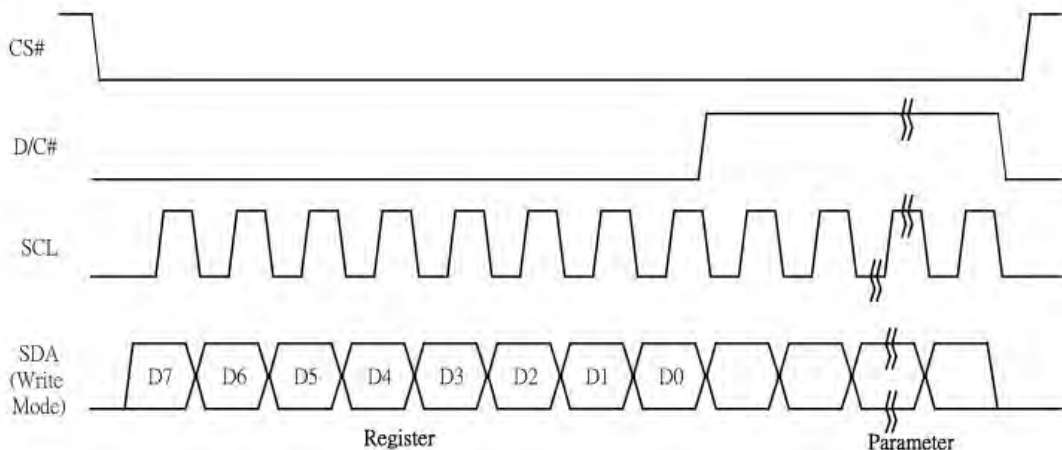 CS#
D/C#
SCL
SDA
(Write
Mode)
D7 D6 D5 D4 D3 D2 D1 D0
Register Parameter